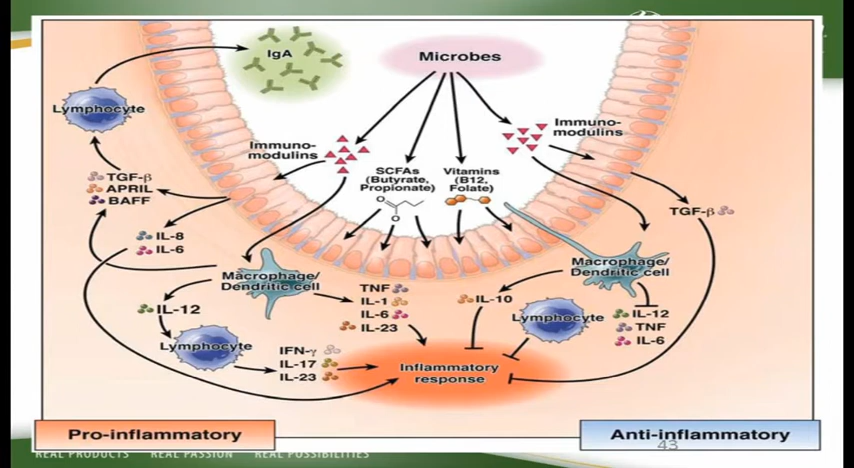 IgA
Microbes
Lymphocyte
Immuno-
modulins
Immuno-
modulins
SCFAs
(Butyrate,
Propionate)
Vitamins
(B12,
Folate)
O
O
TGF-β
APRIL
BAFF
TGF-β
IL-8
IL-6
Macrophage/
Dendritic cell
Macrophage/
Dendritic cell
IL-12
TNF
IL-1
IL-6
IL-23
IL-10
Lymphocyte
IL-12
TNF
IL-6
Lymphocyte
IFN-γ
IL-17
IL-23
Inflammatory
response
Pro-inflammatory
Anti-inflammatory
43
REAL PRODUCTS REAL PASSION REAL POSSIBILITIES